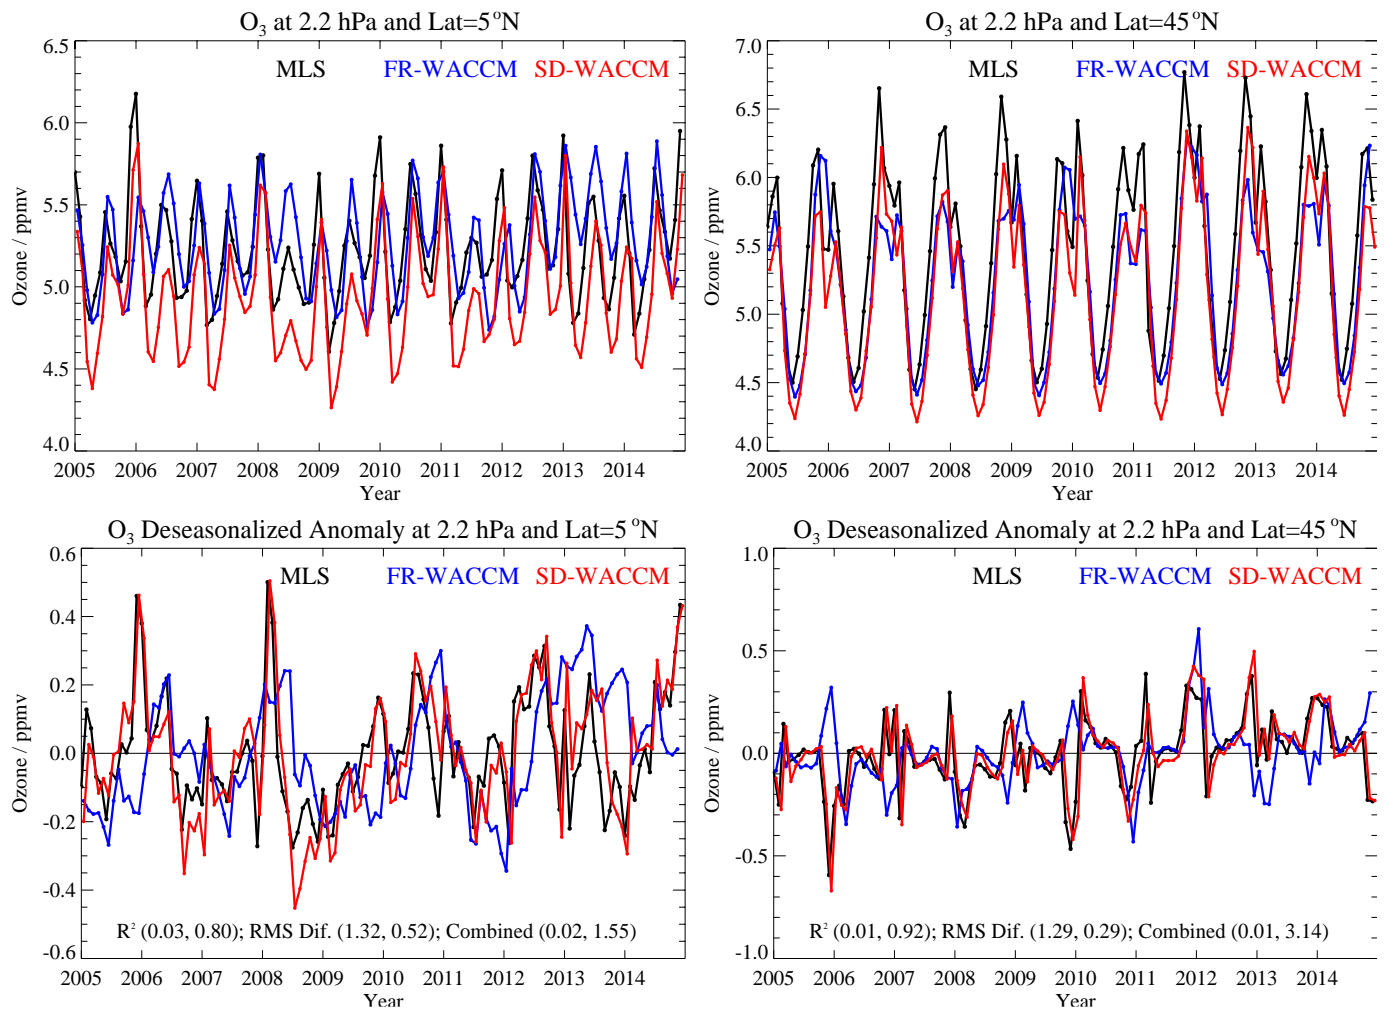 O₃ at 2.2 hPa and Lat=5°N
MLS FR-WACCM SD-WACCM
Ozone / ppmv
6.5
6.0
5.5
5.0
4.5
4.0
2005 2006 2007 2008 2009 2010 2011 2012 2013 2014
Year
O₃ at 2.2 hPa and Lat=45°N
MLS FR-WACCM SD-WACCM
Ozone / ppmv
7.0
6.5
6.0
5.5
5.0
4.5
4.0
2005 2006 2007 2008 2009 2010 2011 2012 2013 2014
Year
O₃ Deseasonalized Anomaly at 2.2 hPa and Lat=5°N
MLS FR-WACCM SD-WACCM
Ozone / ppmv
0.6
0.4
0.2
0.0
-0.2
-0.4
-0.6
R² (0.03, 0.80); RMS Dif. (1.32, 0.52); Combined (0.02, 1.55)
2005 2006 2007 2008 2009 2010 2011 2012 2013 2014
Year
O₃ Deseasonalized Anomaly at 2.2 hPa and Lat=45°N
MLS FR-WACCM SD-WACCM
Ozone / ppmv
1.0
0.5
0.0
-0.5
-1.0
R² (0.01, 0.92); RMS Dif. (1.29, 0.29); Combined (0.01, 3.14)
2005 2006 2007 2008 2009 2010 2011 2012 2013 2014
Year